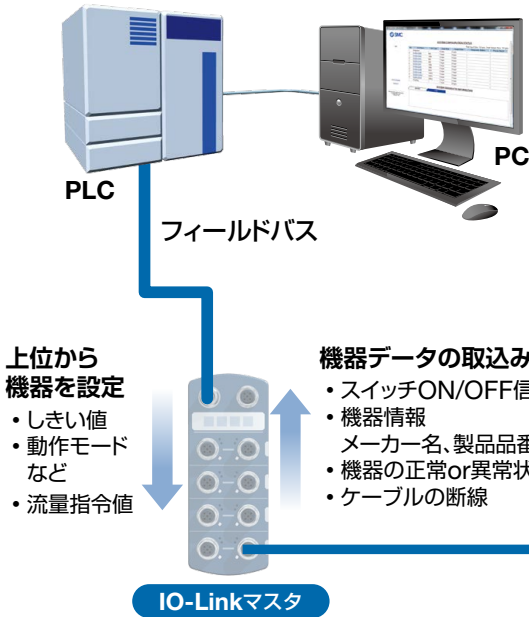 SMC
PLC
PC
フィールドバス
上位から
機器を設定
・しきい値
・動作モード
など
・流量指令値
機器データの取込み
・スイッチON/OFF信
・機器情報
メーカー名、製品品番
・機器の正常or異常状
・ケーブルの断線
IO-Linkマスタ